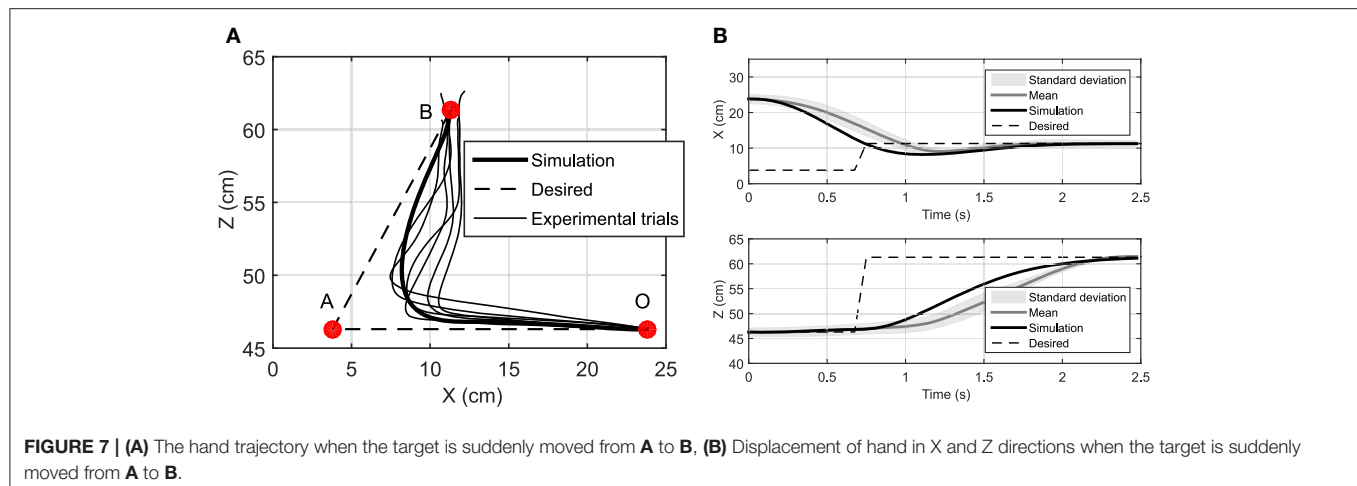 A
65
60
55
50
45
Z (cm)
B
A
O
Simulation
Desired
Experimental trials
0 5 10 15 20 25
X (cm)
B
30
20
10
0
X (cm)
Standard deviation
Mean
Simulation
Desired
0 0.5 1 1.5 2 2.5
Time (s)
65
60
55
50
45
40
Z (cm)
Standard deviation
Mean
Simulation
Desired
0 0.5 1 1.5 2 2.5
Time (s)
FIGURE 7 | (A) The hand trajectory when the target is suddenly moved from A to B, (B) Displacement of hand in X and Z directions when the target is suddenly
moved from A to B.